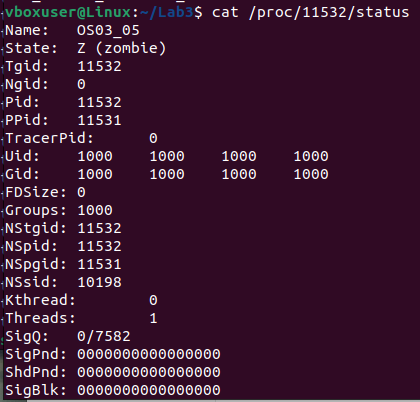 vboxuser@Linux:~/Lab3$ cat /proc/11532/status
Name:	OS03_05
State:	Z (zombie)
Tgid:	11532
Ngid:	0
Pid:	11532
PPid:	11531
TracerPid:	0
Uid:	1000	1000	1000	1000
Gid:	1000	1000	1000	1000
FDSize:	0
Groups:	1000
NStgid:	11532
NSpid:	11532
NSpgid:	11531
NSsid:	10198
Kthread:	0
Threads:	1
SigQ:	0/7582
SigPnd:	0000000000000000
ShdPnd:	0000000000000000
SigBlk:	0000000000000000